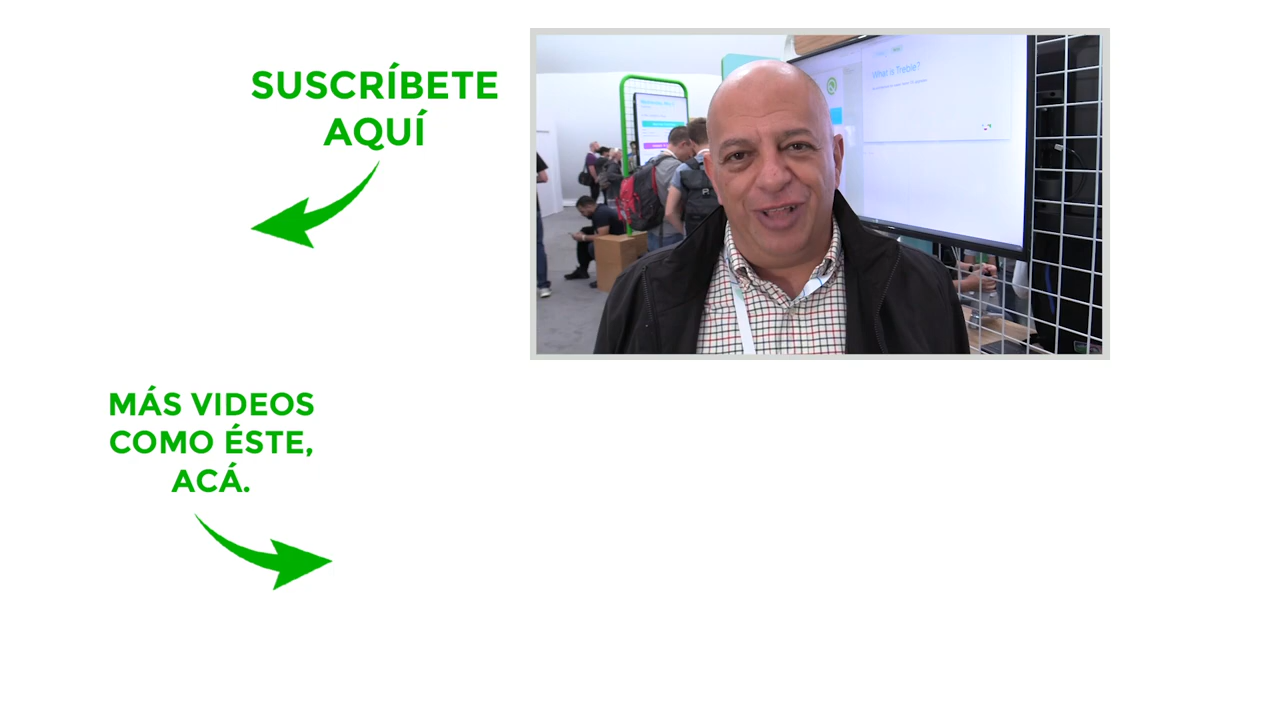 SUSCRÍBETE
AQUÍ
What is Treble?
MÁS VIDEOS
COMO ÉSTE,
ACÁ.